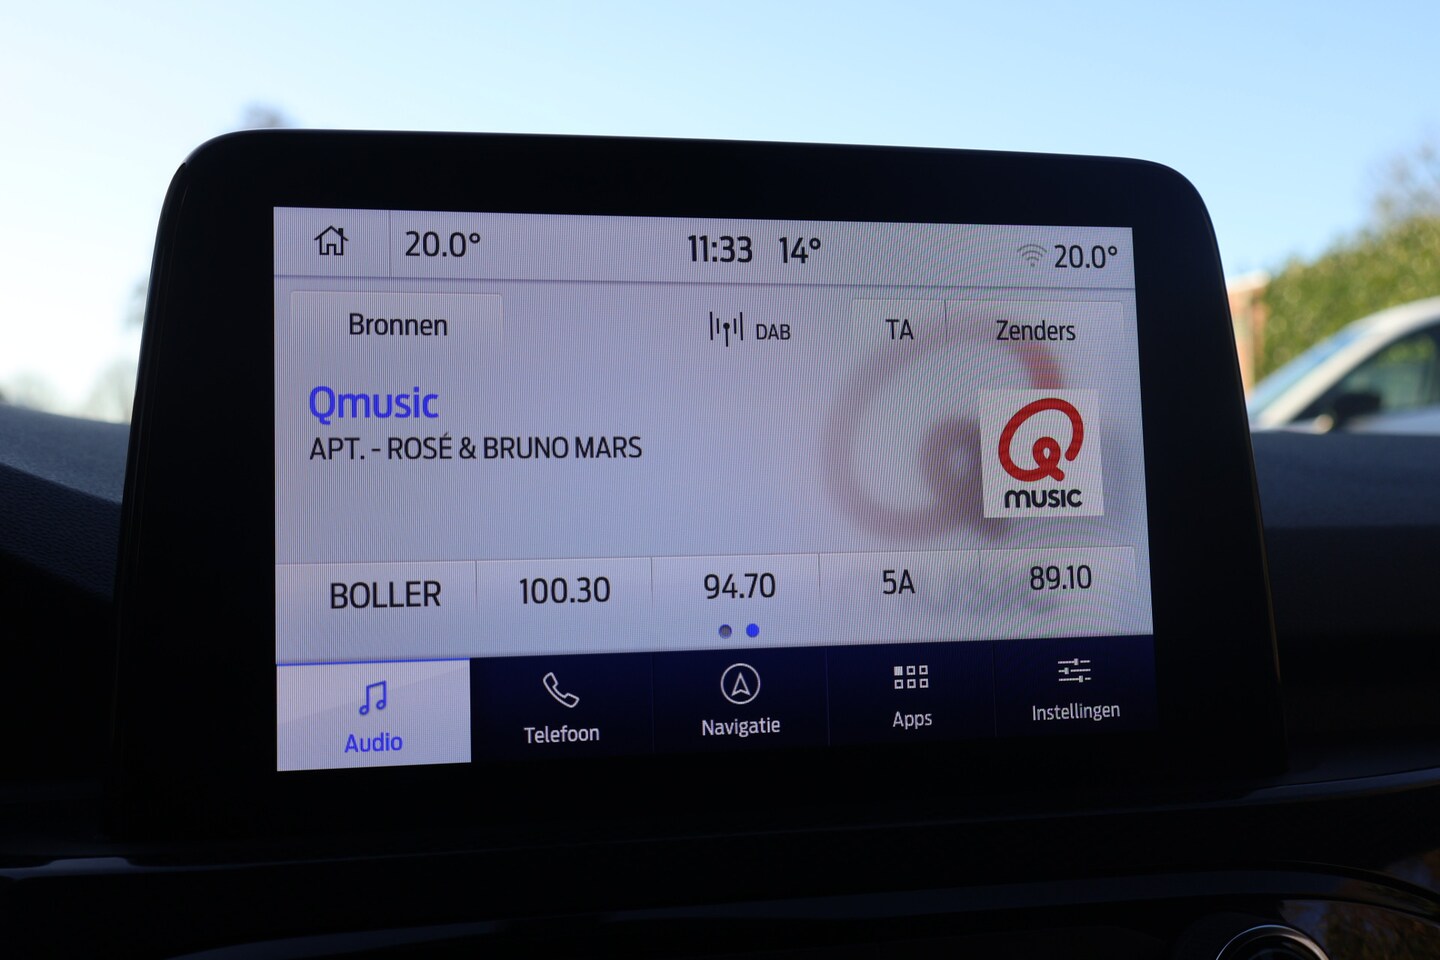 20.0° 11:33 14° 20.0°
Bronnen DAB TA Zenders
Qmusic
APT. - ROSÉ & BRUNO MARS
Q
music
BOLLER 100.30 94.70 5A 89.10
Audio Telefoon Navigatie Apps Instellingen